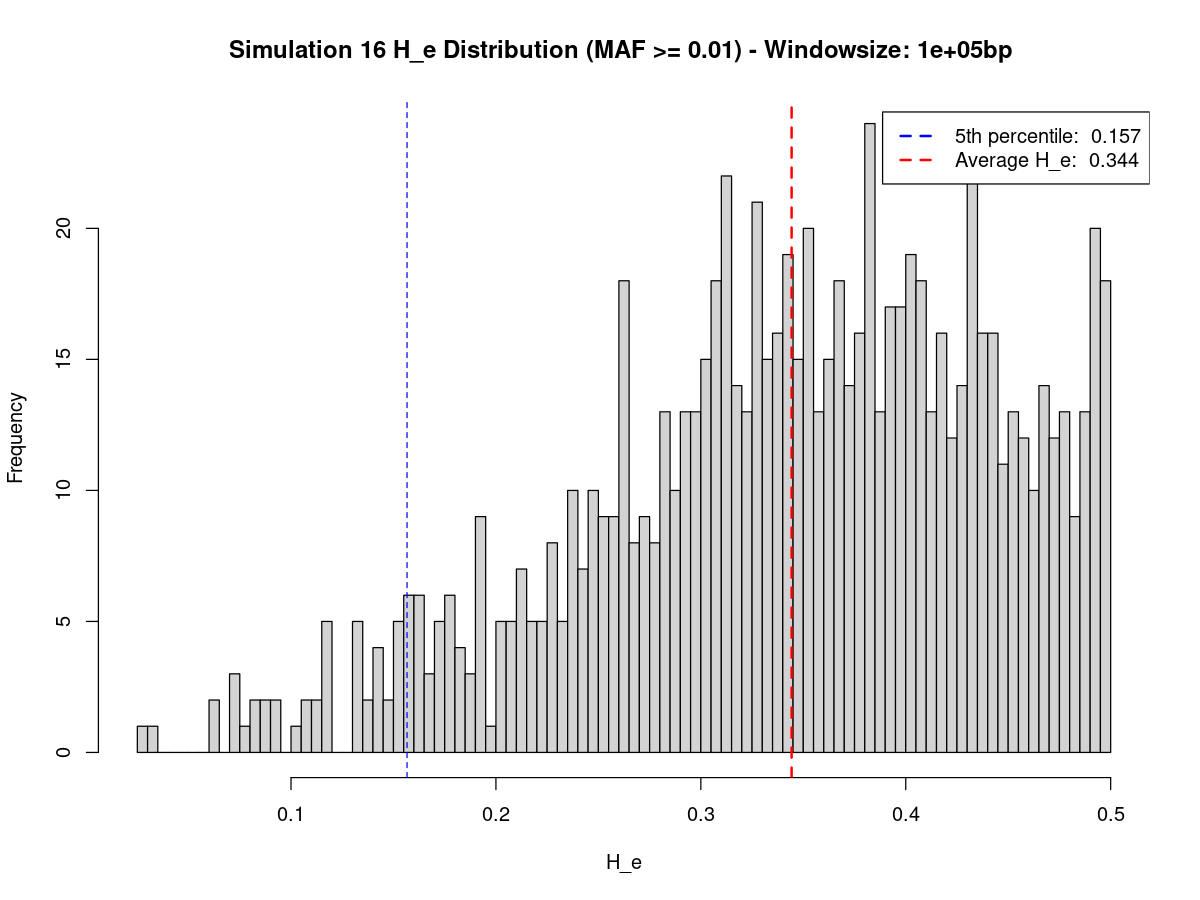 Simulation 16 H_e Distribution (MAF >= 0.01) - Windowsize: 1e+05bp
5th percentile: 0.157
Average H_e: 0.344
Frequency
20
15
10
5
0
0.1 0.2 0.3 0.4 0.5
H_e